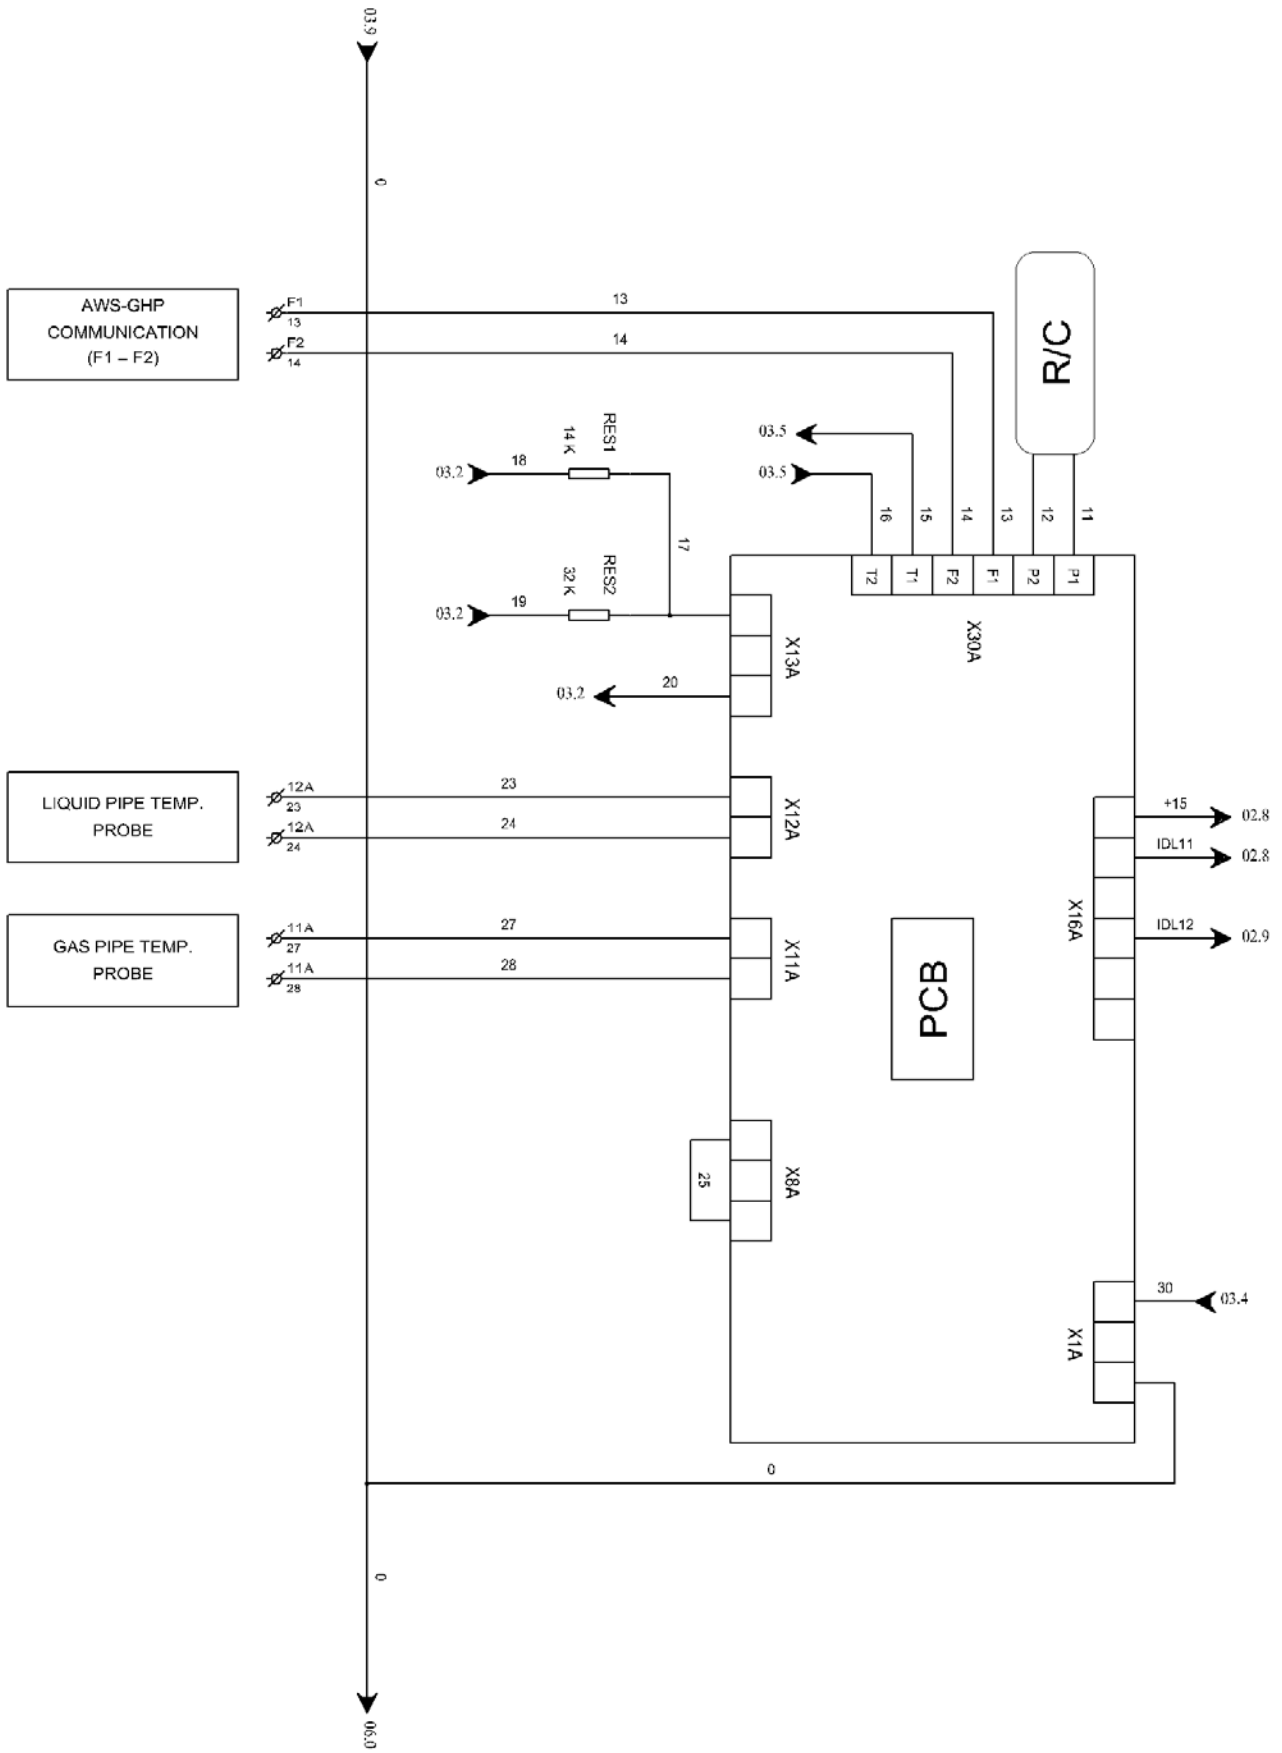 03.9
0
AWS-GHP
COMMUNICATION
(F1 – F2)
F1
13
F2
14
13
14
R/C
03.5
03.5
16
15
14
13
12
11
T2
T1
F2
F1
P2
P1
X30A
RES1
14 K
03.2
18
17
RES2
32 K
03.2
19
X13A
03.2
20
LIQUID PIPE TEMP.
PROBE
12A
23
12A
24
23
24
X12A
+15
02.8
IDL11
02.8
IDL12
02.9
X16A
GAS PIPE TEMP.
PROBE
11A
27
11A
28
27
28
X11A
PCB
25
X8A
30
03.4
X1A
0
0
06.0